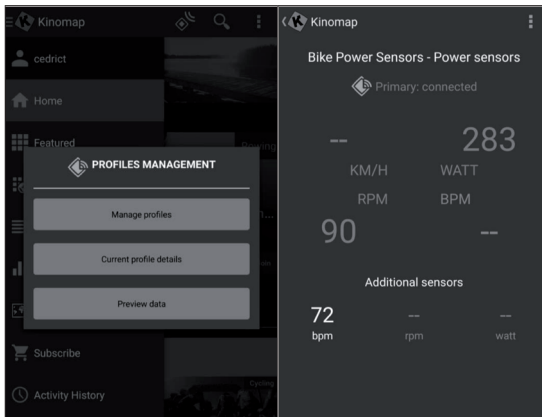 Kinomap
cedrict
Home
Featured
PROFILES MANAGEMENT
Manage profiles
Current profile details
Preview data
Subscribe
Activity History
Cycling
Kinomap
Bike Power Sensors - Power sensors
Primary: connected
-- 283
KM/H WATT
RPM BPM
90 --
Additional sensors
72 -- --
bpm rpm watt